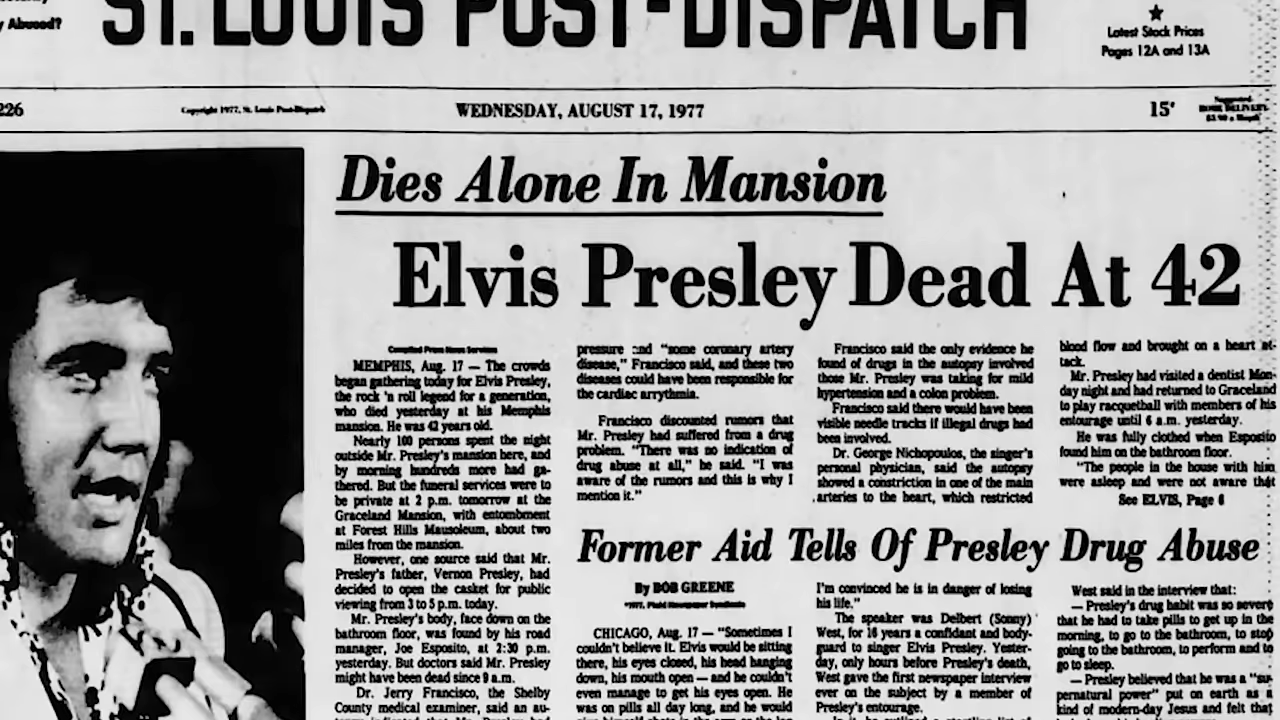 y Abused?
ST. LOUIS POST-DISPATCH
Latest Stock Prices
Pages 12A and 13A
226
Copyright 1977, St. Louis Post-Dispatch
WEDNESDAY, AUGUST 17, 1977
15'
Dies Alone In Mansion
Elvis Presley Dead At 42
Compiled From News Services
MEMPHIS, Aug. 17 — The crowds
began gathering today for Elvis Presley,
the rock 'n roll legend for a generation,
who died yesterday at his Memphis
mansion. He was 42 years old.
Nearly 100 persons spent the night
outside Mr. Presley's mansion here, and
by morning hundreds more had ga-
thered. But the funeral services were to
be private at 2 p.m. tomorrow at the
Graceland Mansion, with entombment
at Forest Hills Mausoleum, about two
miles from the mansion.
However, one source said that Mr.
Presley's father, Vernon Presley, had
decided to open the casket for public
viewing from 3 to 5 p.m. today.
Mr. Presley's body, face down on the
bathroom floor, was found by his road
manager, Joe Esposito, at 2:30 p.m.
yesterday. But doctors said Mr. Presley
might have been dead since 9 a.m.
Dr. Jerry Francisco, the Shelby
County medical examiner, said an au-
pressure and "some coronary artery
disease," Francisco said, and these two
diseases could have been responsible for
the cardiac arrytmia.
Francisco discounted rumors that
Mr. Presley had suffered from a drug
problem. "There was no indication of
drug abuse at all," he said. "I was
aware of the rumors and this is why I
mention it."
Francisco said the only evidence he
found of drugs in the autopsy involved
those Mr. Presley was taking for mild
hypertension and a colon problem.
Francisco said there would have been
visible needle tracks if illegal drugs had
been involved.
Dr. George Nichopoulos, the singer's
personal physician, said the autopsy
showed a constriction in one of the main
arteries to the heart, which restricted
blood flow and brought on a heart at-
tack.
Mr. Presley had visited a dentist Mon-
day night and had returned to Graceland
to play racquetball with members of his
entourage until 6 a.m. yesterday.
He was fully clothed when Esposito
found him on the bathroom floor.
"The people in the house with him
were asleep and were not aware that
See ELVIS, Page 6
Former Aid Tells Of Presley Drug Abuse
By BOB GREENE
CHICAGO, Aug. 17 — "Sometimes I
couldn't believe it. Elvis would be sitting
there, his eyes closed, his head hanging
down, his mouth open — and he couldn't
even manage to get his eyes open. He
was on pills all day long, and he would
I'm convinced he is in danger of losing
his life."
The speaker was Delbert (Sonny)
West, for 16 years a confidant and body-
guard to singer Elvis Presley. Yester-
day, only hours before Presley's death,
West gave the first newspaper interview
ever on the subject by a member of
Presley's entourage.
West said in the interview that:
— Presley's drug habit was so severe
that he had to take pills to get up in the
morning, to go to the bathroom, to stop
going to the bathroom, to perform and to
go to sleep.
— Presley believed that he was a "su-
pernatural power" put on earth as a
kind of modern-day Jesus and felt that